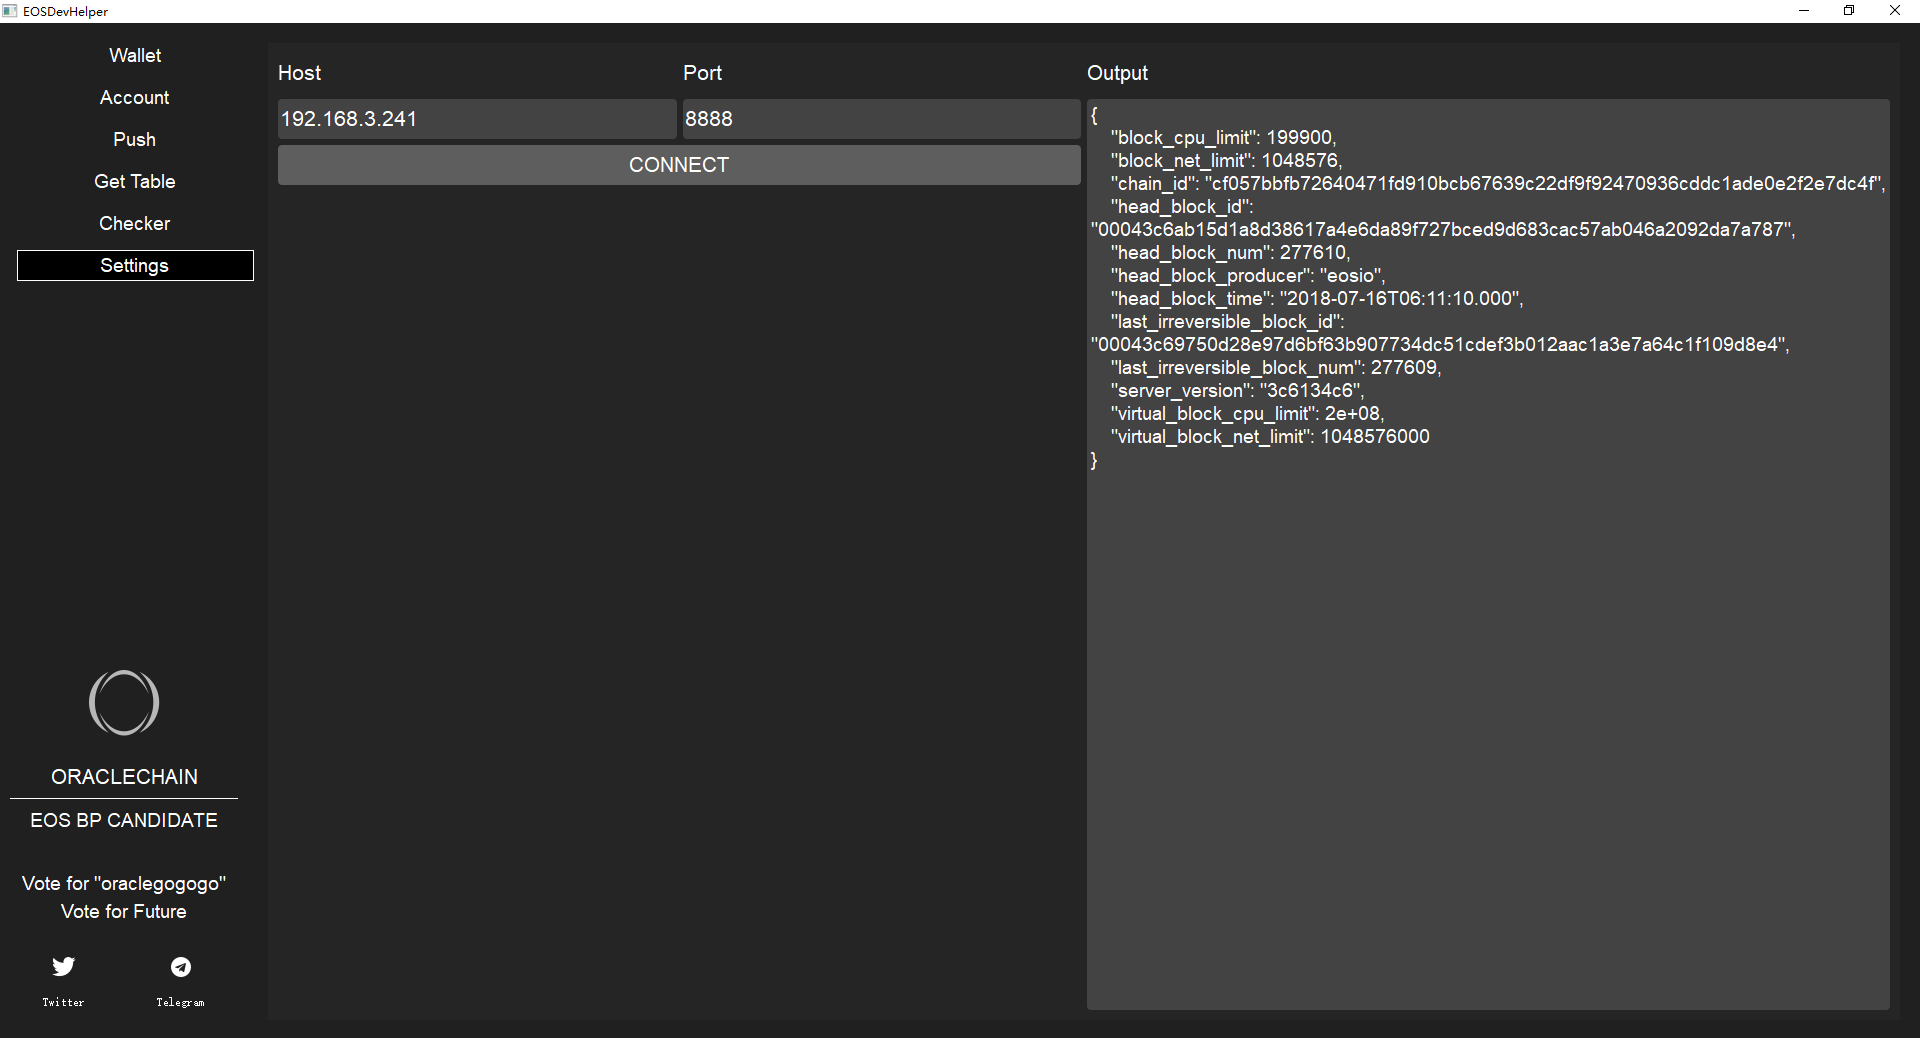 EOSDevHelper
Wallet
Account
Push
Get Table
Checker
Settings
ORACLECHAIN
EOS BP CANDIDATE
Vote for "oraclegogogo"
Vote for Future
Twitter
Telegram
Host
Port
192.168.3.241
8888
CONNECT
Output
{
"block_cpu_limit": 199900,
"block_net_limit": 1048576,
"chain_id": "cf057bbfb72640471fd910bcb67639c22df9f92470936cddc1ade0e2f2e7dc4f",
"head_block_id":
"00043c6ab15d1a8d38617a4e6da89f727bced9d683cac57ab046a2092da7a787",
"head_block_num": 277610,
"head_block_producer": "eosio",
"head_block_time": "2018-07-16T06:11:10.000",
"last_irreversible_block_id":
"00043c69750d28e97d6bf63b907734dc51cdef3b012aac1a3e7a64c1f109d8e4",
"last_irreversible_block_num": 277609,
"server_version": "3c6134c6",
"virtual_block_cpu_limit": 2e+08,
"virtual_block_net_limit": 1048576000
}